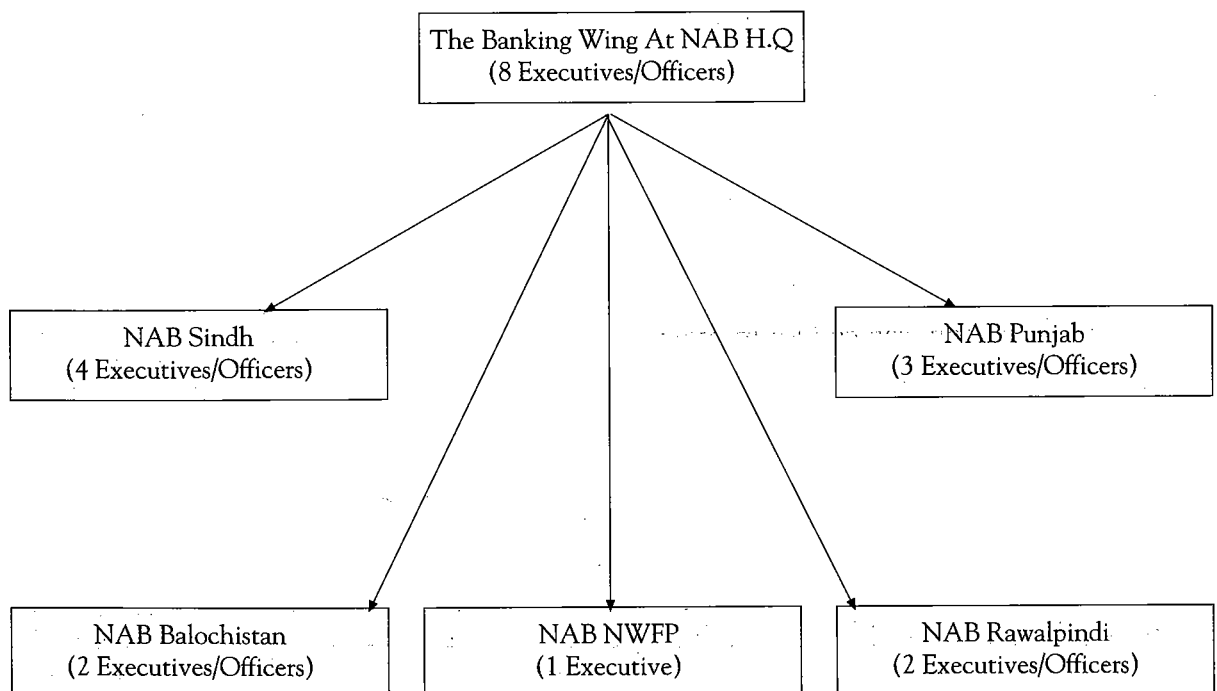 The Banking Wing At NAB H.Q
(8 Executives/Officers)
NAB Sindh
(4 Executives/Officers)
NAB Punjab
(3 Executives/Officers)
NAB Balochistan
(2 Executives/Officers)
NAB NWFP
(1 Executive)
NAB Rawalpindi
(2 Executives/Officers)